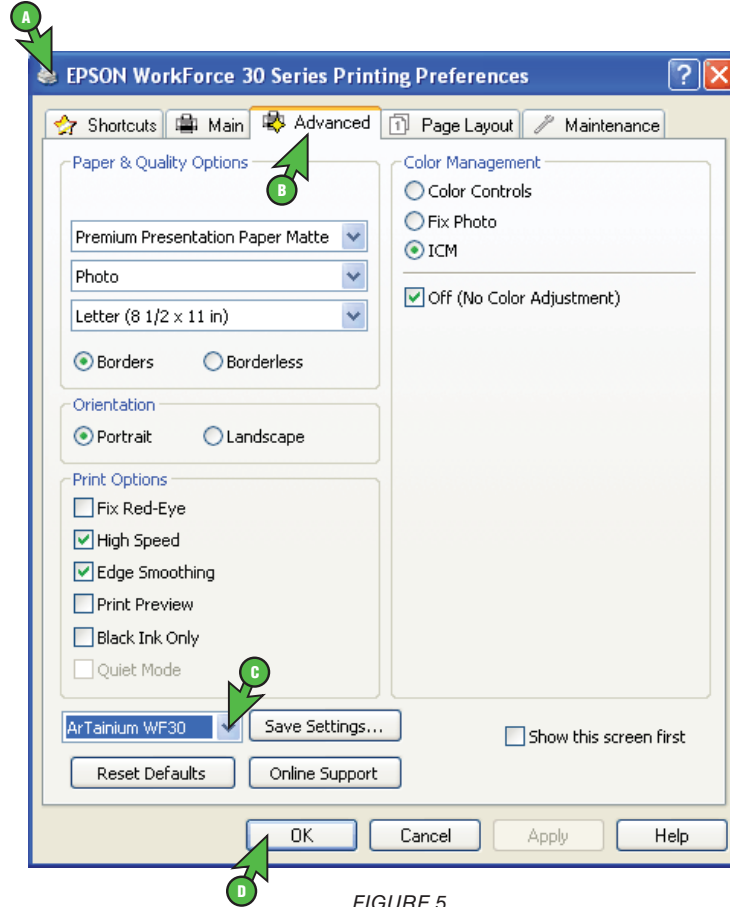 A
EPSON WorkForce 30 Series Printing Preferences
Shortcuts Main Advanced 1 Page Layout Maintenance
B
Paper & Quality Options
Premium Presentation Paper Matte
Photo
Letter (8 1/2 x 11 in)
Borders Borderless
Orientation
Portrait Landscape
Print Options
Fix Red-Eye
High Speed
Edge Smoothing
Print Preview
Black Ink Only
Quiet Mode
Color Management
Color Controls
Fix Photo
ICM
Off (No Color Adjustment)
C
ArTainium WF30 Save Settings...
Show this screen first
Reset Defaults Online Support
OK Cancel Apply Help
D
FIGURE 5